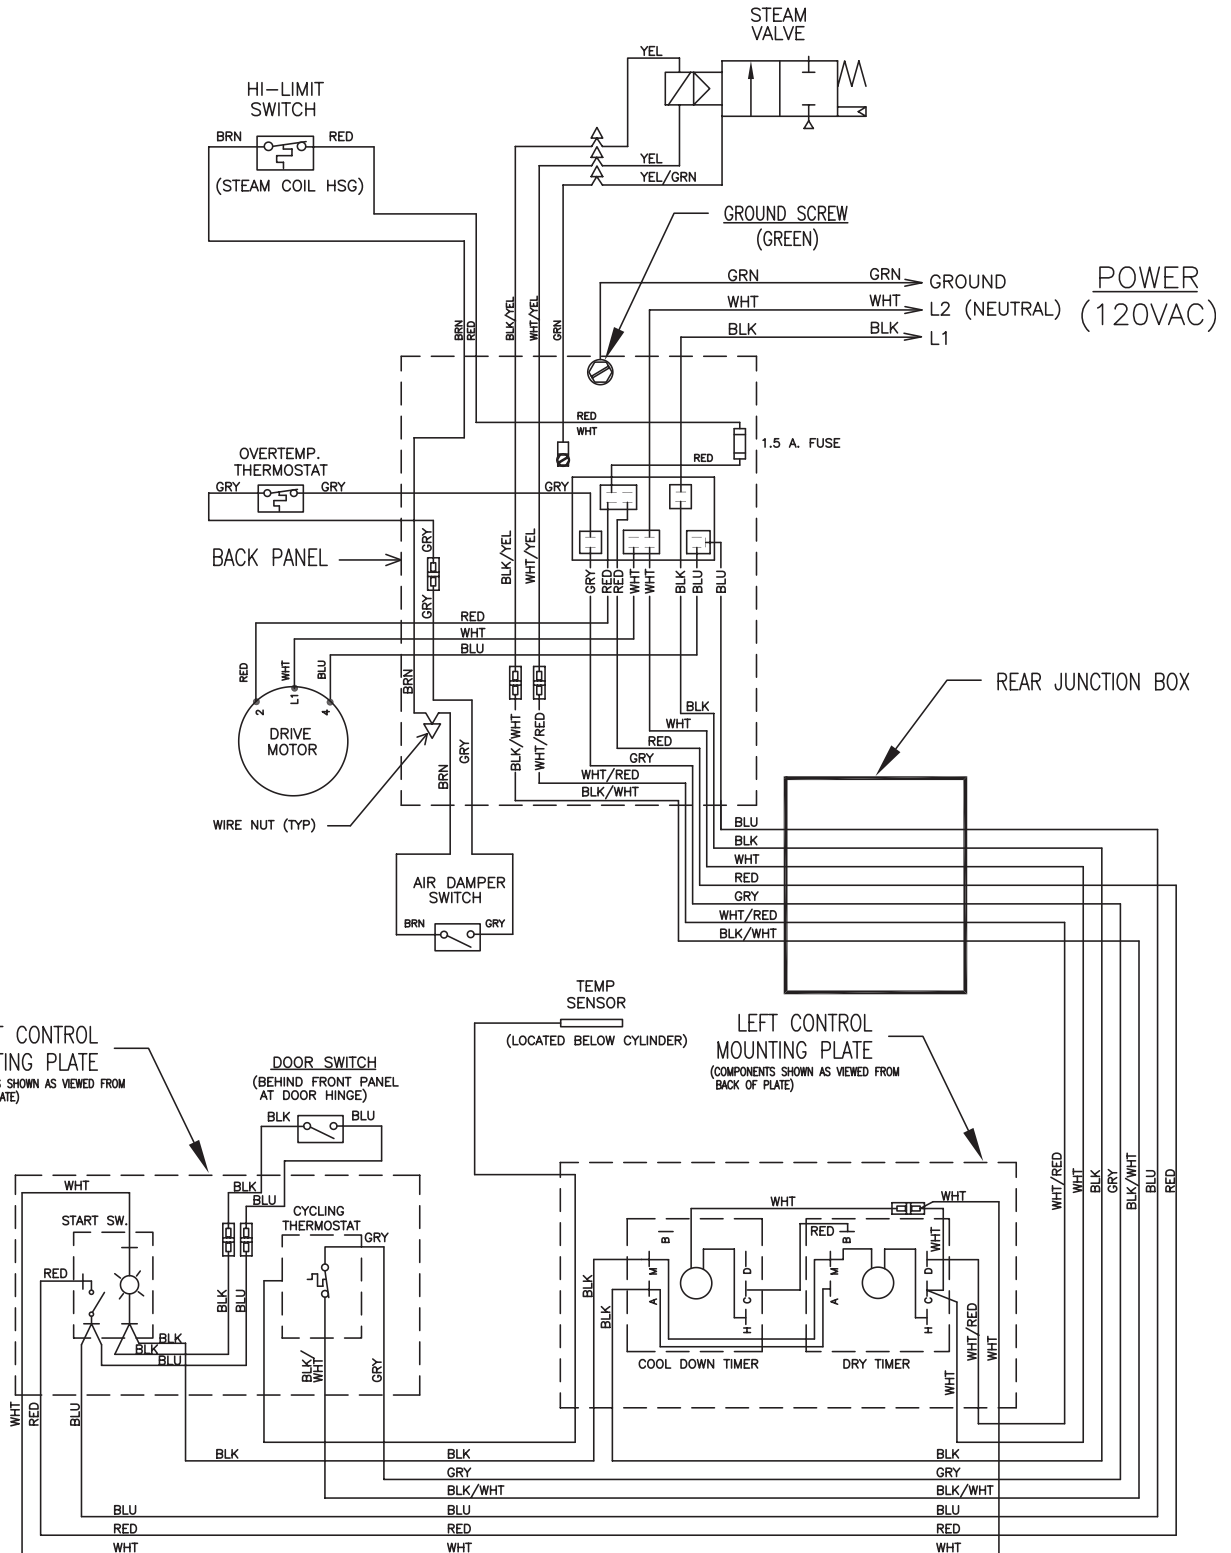 STEAM
VALVE
YEL
HI-LIMIT
SWITCH
BRN
RED
(STEAM COIL HSG)
YEL
YEL/GRN
GROUND SCREW
(GREEN)
GRN
GRN
GROUND
POWER
WHT
WHT
L2 (NEUTRAL)
(120VAC)
BLK
BLK
L1
BRN
RED
BLK/YEL
WHT/YEL
GRN
RED
WHT
1.5 A. FUSE
RED
OVERTEMP.
THERMOSTAT
GRY
GRY
GRY
BACK PANEL
GRY
GRY
BLK/YEL
WHT/YEL
GRY
RED
RED
WHT
WHT
BLK
BLU
BLU
RED
WHT
BLU
RED
WHT
BLU
2
L1
4
DRIVE
MOTOR
BRN
REAR JUNCTION BOX
BLK
WHT
RED
GRY
WHT/RED
BLK/WHT
BLK/WHT
WHT/RED
BRN
GRY
WIRE NUT (TYP)
BLU
BLK
WHT
RED
GRY
WHT/RED
BLK/WHT
AIR DAMPER
SWITCH
BRN
GRY
TEMP
SENSOR
(LOCATED BELOW CYLINDER)
LEFT CONTROL
MOUNTING PLATE
(COMPONENTS SHOWN AS VIEWED FROM
BACK OF PLATE)
T CONTROL
TING PLATE
S SHOWN AS VIEWED FROM
ATE)
DOOR SWITCH
(BEHIND FRONT PANEL
AT DOOR HINGE)
BLK
BLU
WHT/RED
WHT
BLK
GRY
BLK/WHT
BLU
RED
WHT
BLK
BLU
START SW.
CYCLING
THERMOSTAT
GRY
RED
BLK
BLU
BLK
BLK
BLU
BLK/
WHT
GRY
WHT
WHT
RED
WHT
B
M
A
D
C
H
B
M
A
D
C
H
BLK
BLK
COOL DOWN TIMER
DRY TIMER
WHT/RED
WHT
WHT
WHT
RED
BLU
BLK
BLK
BLK
GRY
GRY
BLK/WHT
BLK/WHT
BLU
BLU
BLU
RED
RED
RED
WHT
WHT
WHT